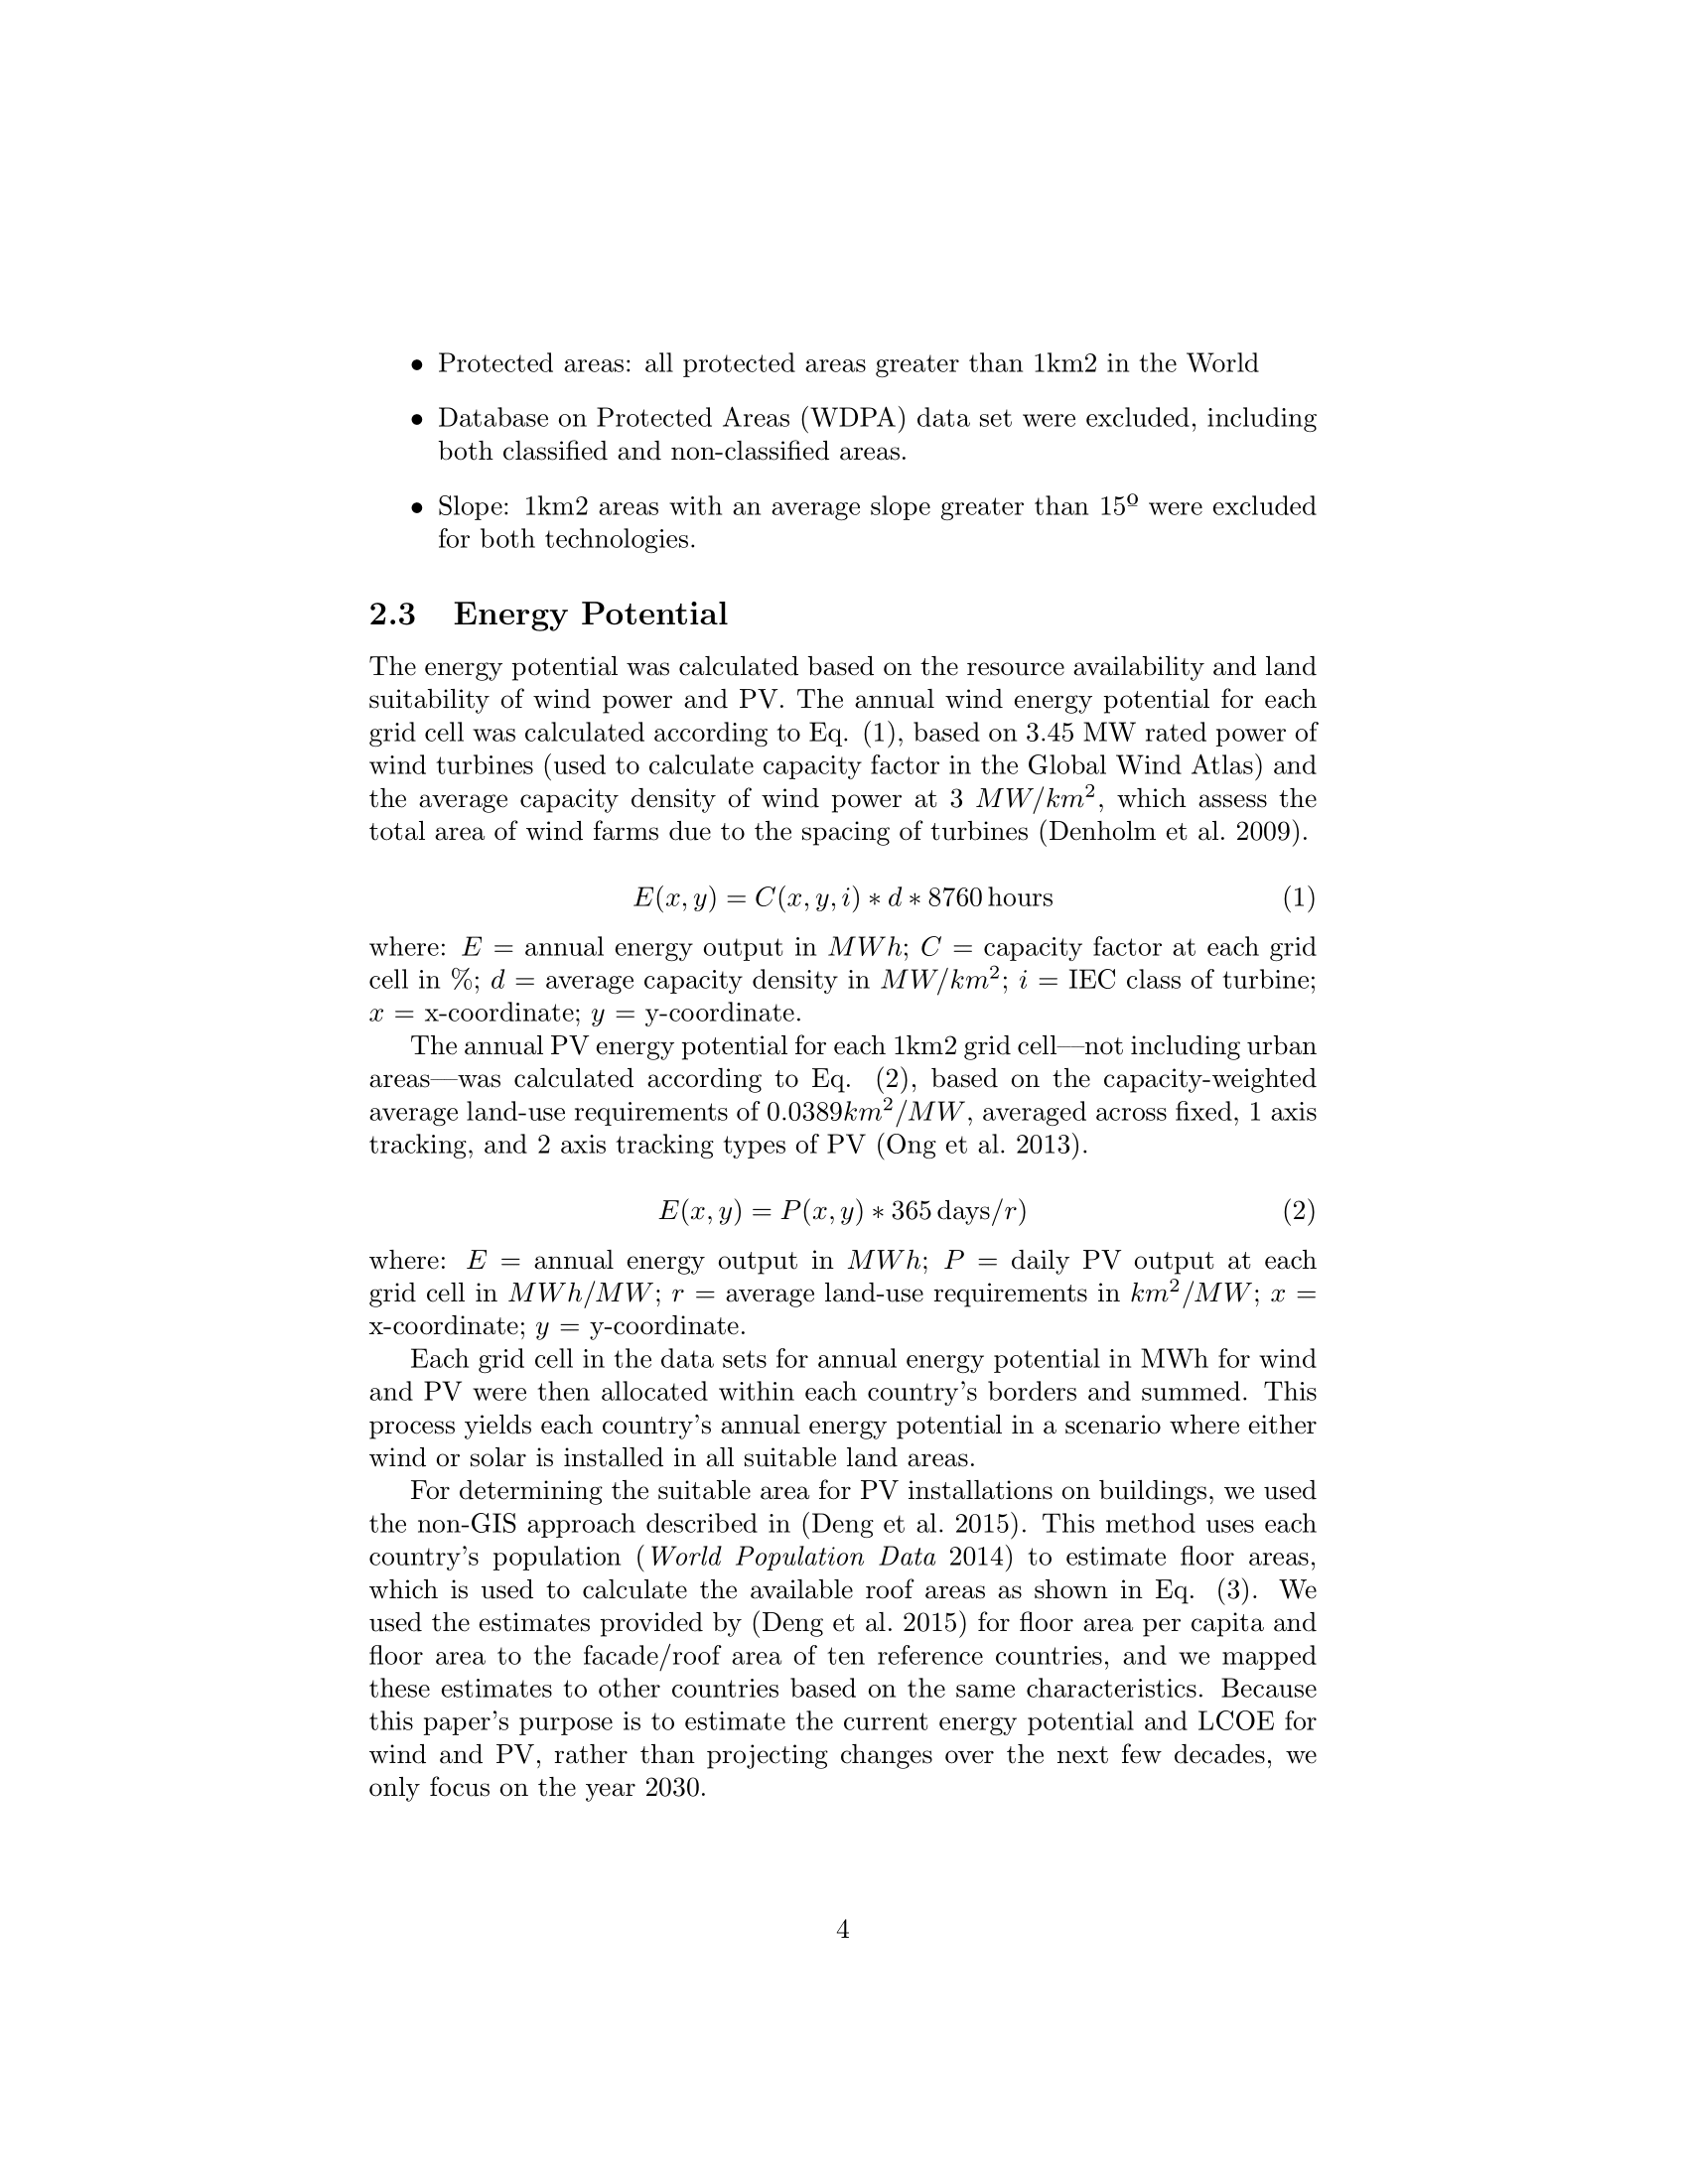 • Protected areas: all protected areas greater than 1km2 in the World
• Database on Protected Areas (WDPA) data set were excluded, including
both classified and non-classified areas.
• Slope: 1km2 areas with an average slope greater than 15º were excluded
for both technologies.
2.3 Energy Potential
The energy potential was calculated based on the resource availability and land
suitability of wind power and PV. The annual wind energy potential for each
grid cell was calculated according to Eq. (1), based on 3.45 MW rated power of
wind turbines (used to calculate capacity factor in the Global Wind Atlas) and
the average capacity density of wind power at 3 MW/km², which assess the
total area of wind farms due to the spacing of turbines (Denholm et al. 2009).
E(x, y) = C(x, y, i) ∗ d ∗ 8760 hours (1)
where: E = annual energy output in MWh; C = capacity factor at each grid
cell in %; d = average capacity density in MW/km²; i = IEC class of turbine;
x = x-coordinate; y = y-coordinate.
The annual PV energy potential for each 1km2 grid cell—not including urban
areas—was calculated according to Eq. (2), based on the capacity-weighted
average land-use requirements of 0.0389km²/MW, averaged across fixed, 1 axis
tracking, and 2 axis tracking types of PV (Ong et al. 2013).
E(x, y) = P(x, y) ∗ 365 days/r) (2)
where: E = annual energy output in MWh; P = daily PV output at each
grid cell in MWh/MW; r = average land-use requirements in km²/MW; x =
x-coordinate; y = y-coordinate.
Each grid cell in the data sets for annual energy potential in MWh for wind
and PV were then allocated within each country's borders and summed. This
process yields each country's annual energy potential in a scenario where either
wind or solar is installed in all suitable land areas.
For determining the suitable area for PV installations on buildings, we used
the non-GIS approach described in (Deng et al. 2015). This method uses each
country's population (World Population Data 2014) to estimate floor areas,
which is used to calculate the available roof areas as shown in Eq. (3). We
used the estimates provided by (Deng et al. 2015) for floor area per capita and
floor area to the facade/roof area of ten reference countries, and we mapped
these estimates to other countries based on the same characteristics. Because
this paper's purpose is to estimate the current energy potential and LCOE for
wind and PV, rather than projecting changes over the next few decades, we
only focus on the year 2030.
4